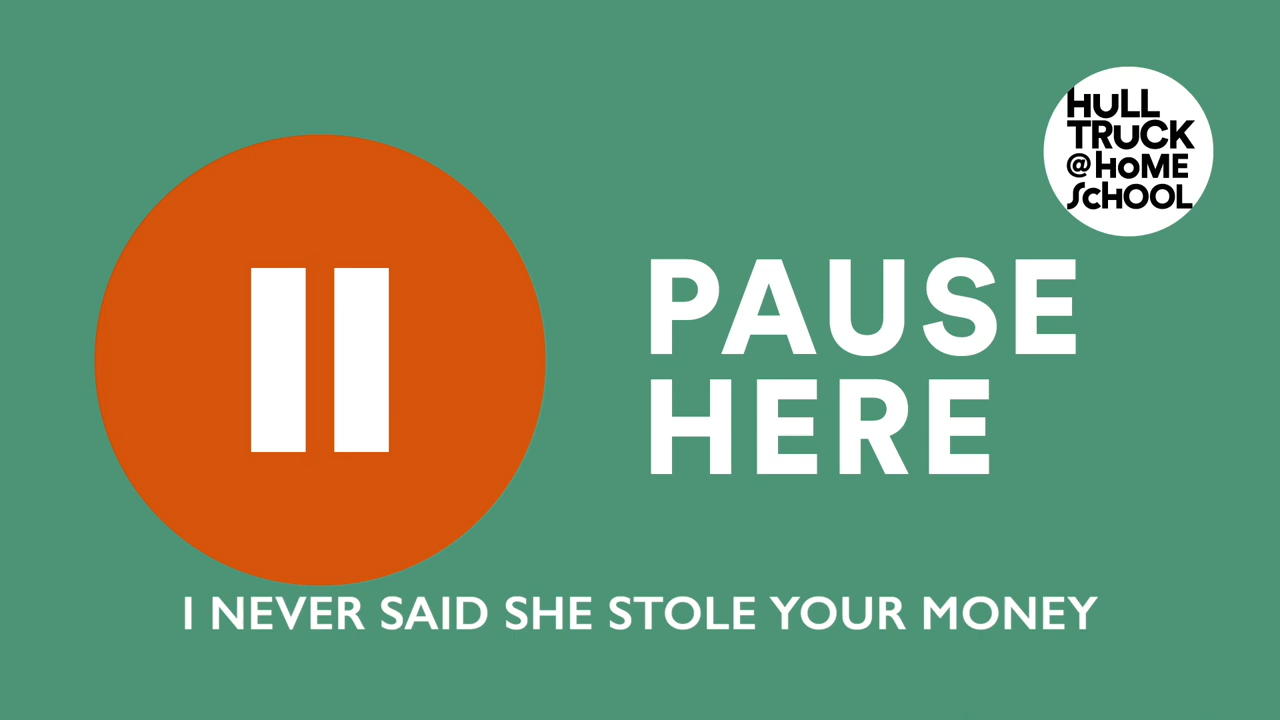 HULL
TRUCK
@HOME
SCHOOL
PAUSE
HERE
I NEVER SAID SHE STOLE YOUR MONEY